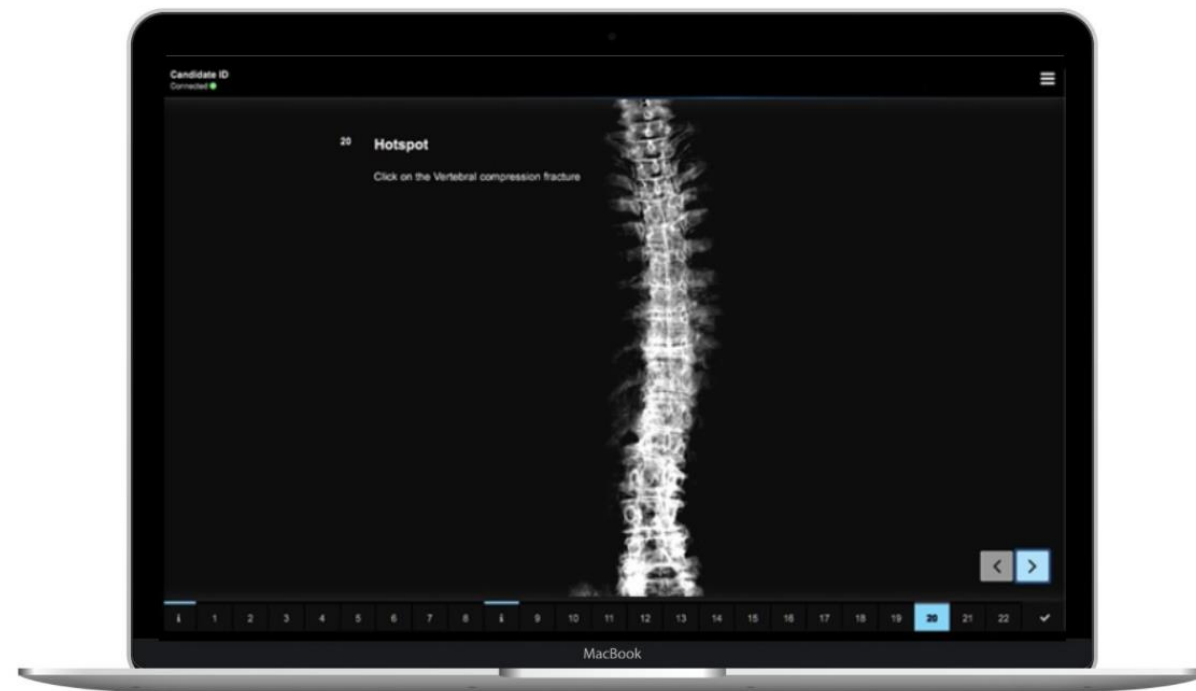 Candidate ID
Connected
20 Hotspot
Click on the Vertebral compression fracture
i 1 2 3 4 5 6 7 8 i 9 10 11 12 13 14 15 16 17 18 19 20 21 22
MacBook